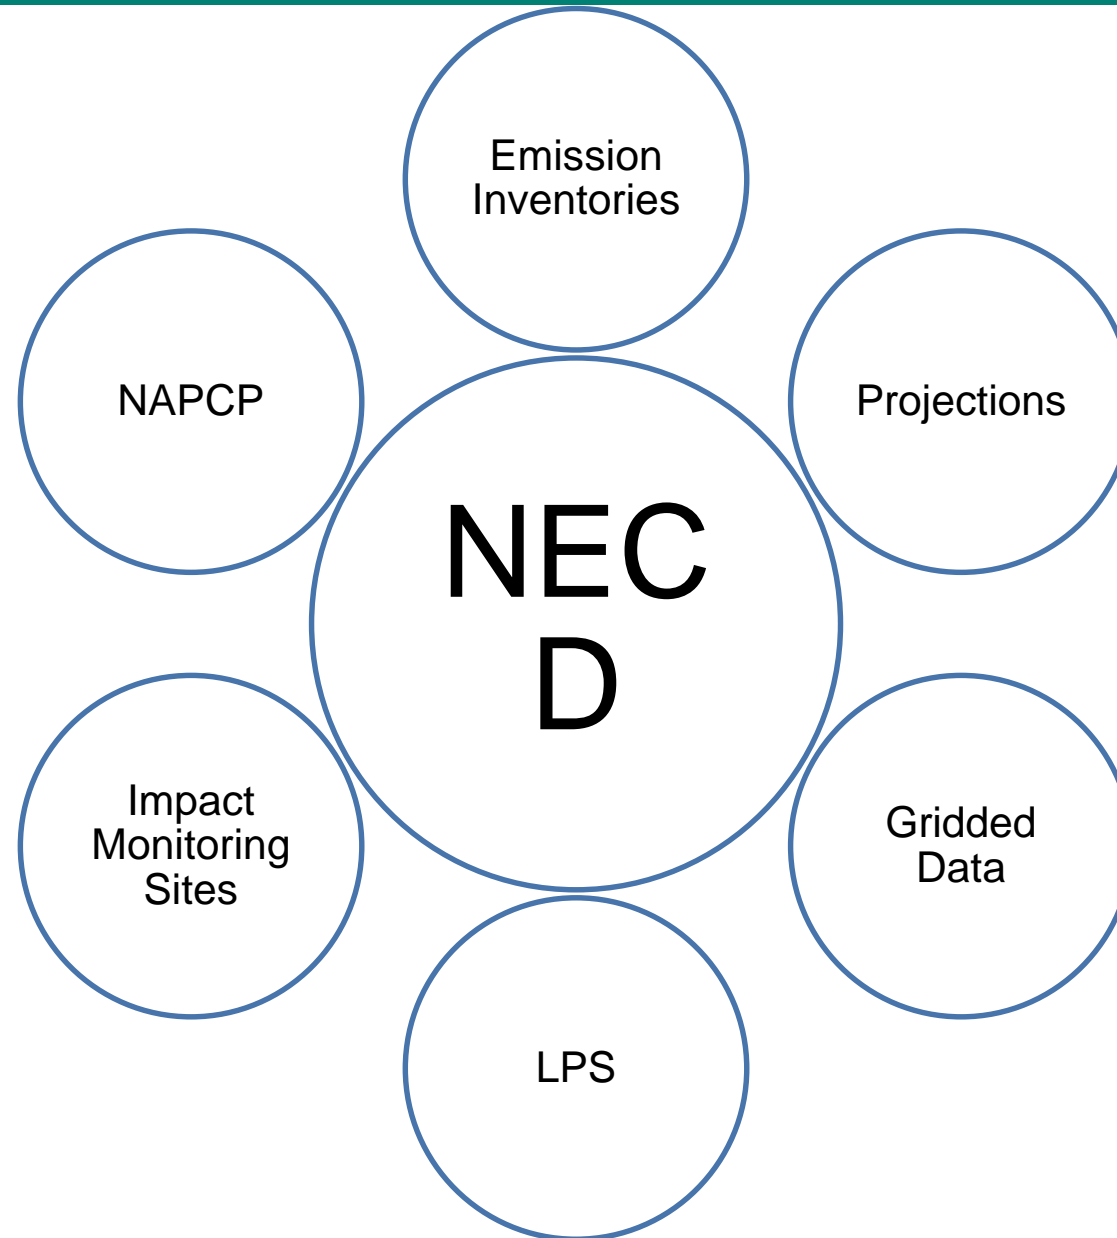 Emission
Inventories
NAPCP
Projections
NEC
D
Impact
Monitoring
Sites
Gridded
Data
LPS